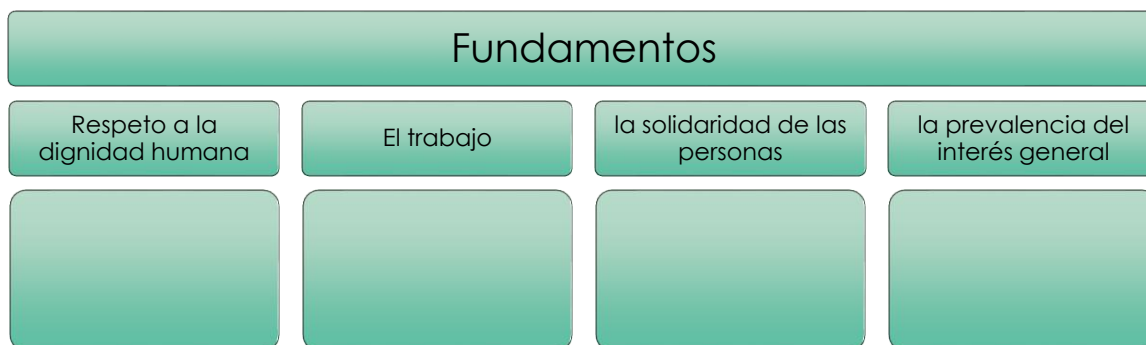 Fundamentos
Respeto a la
dignidad humana
El trabajo
la solidaridad de las
personas
la prevalencia del
interés general